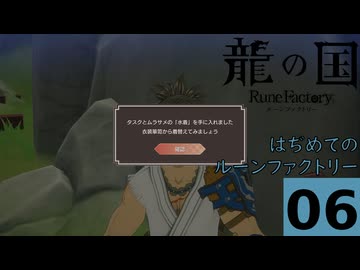 龍の国
Rune Factory
ルーンファクトリー
タスクとムラサメの「水着」を手に入れました
衣装箪笥から着替えてみましょう
確認
はぢめての
ルーンファクトリー
06